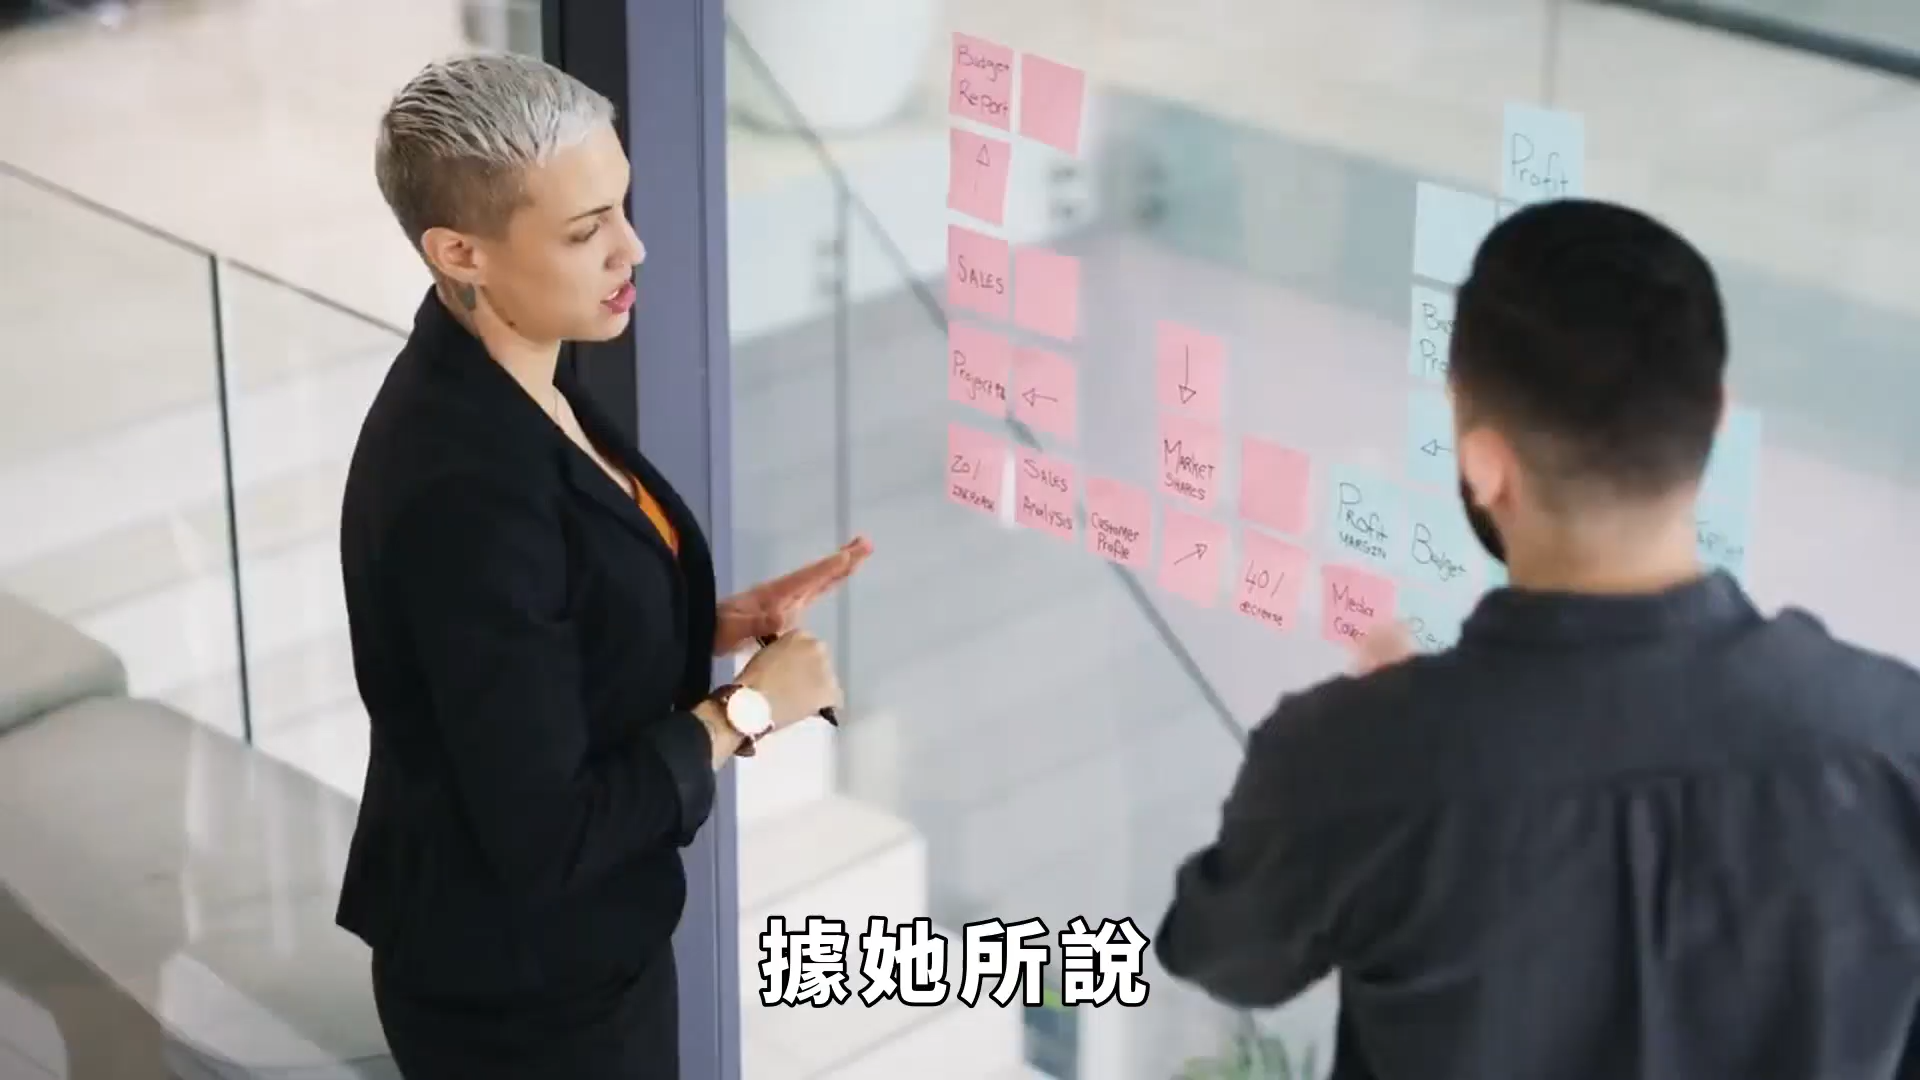 Budget
Report
SALES
Projects
20%
INCREASE
SALES
Analysis
Customer
Profile
MARKET
SHARES
40%
decrease
Profit
MARGIN
Budget
Media
Profit
據她所說